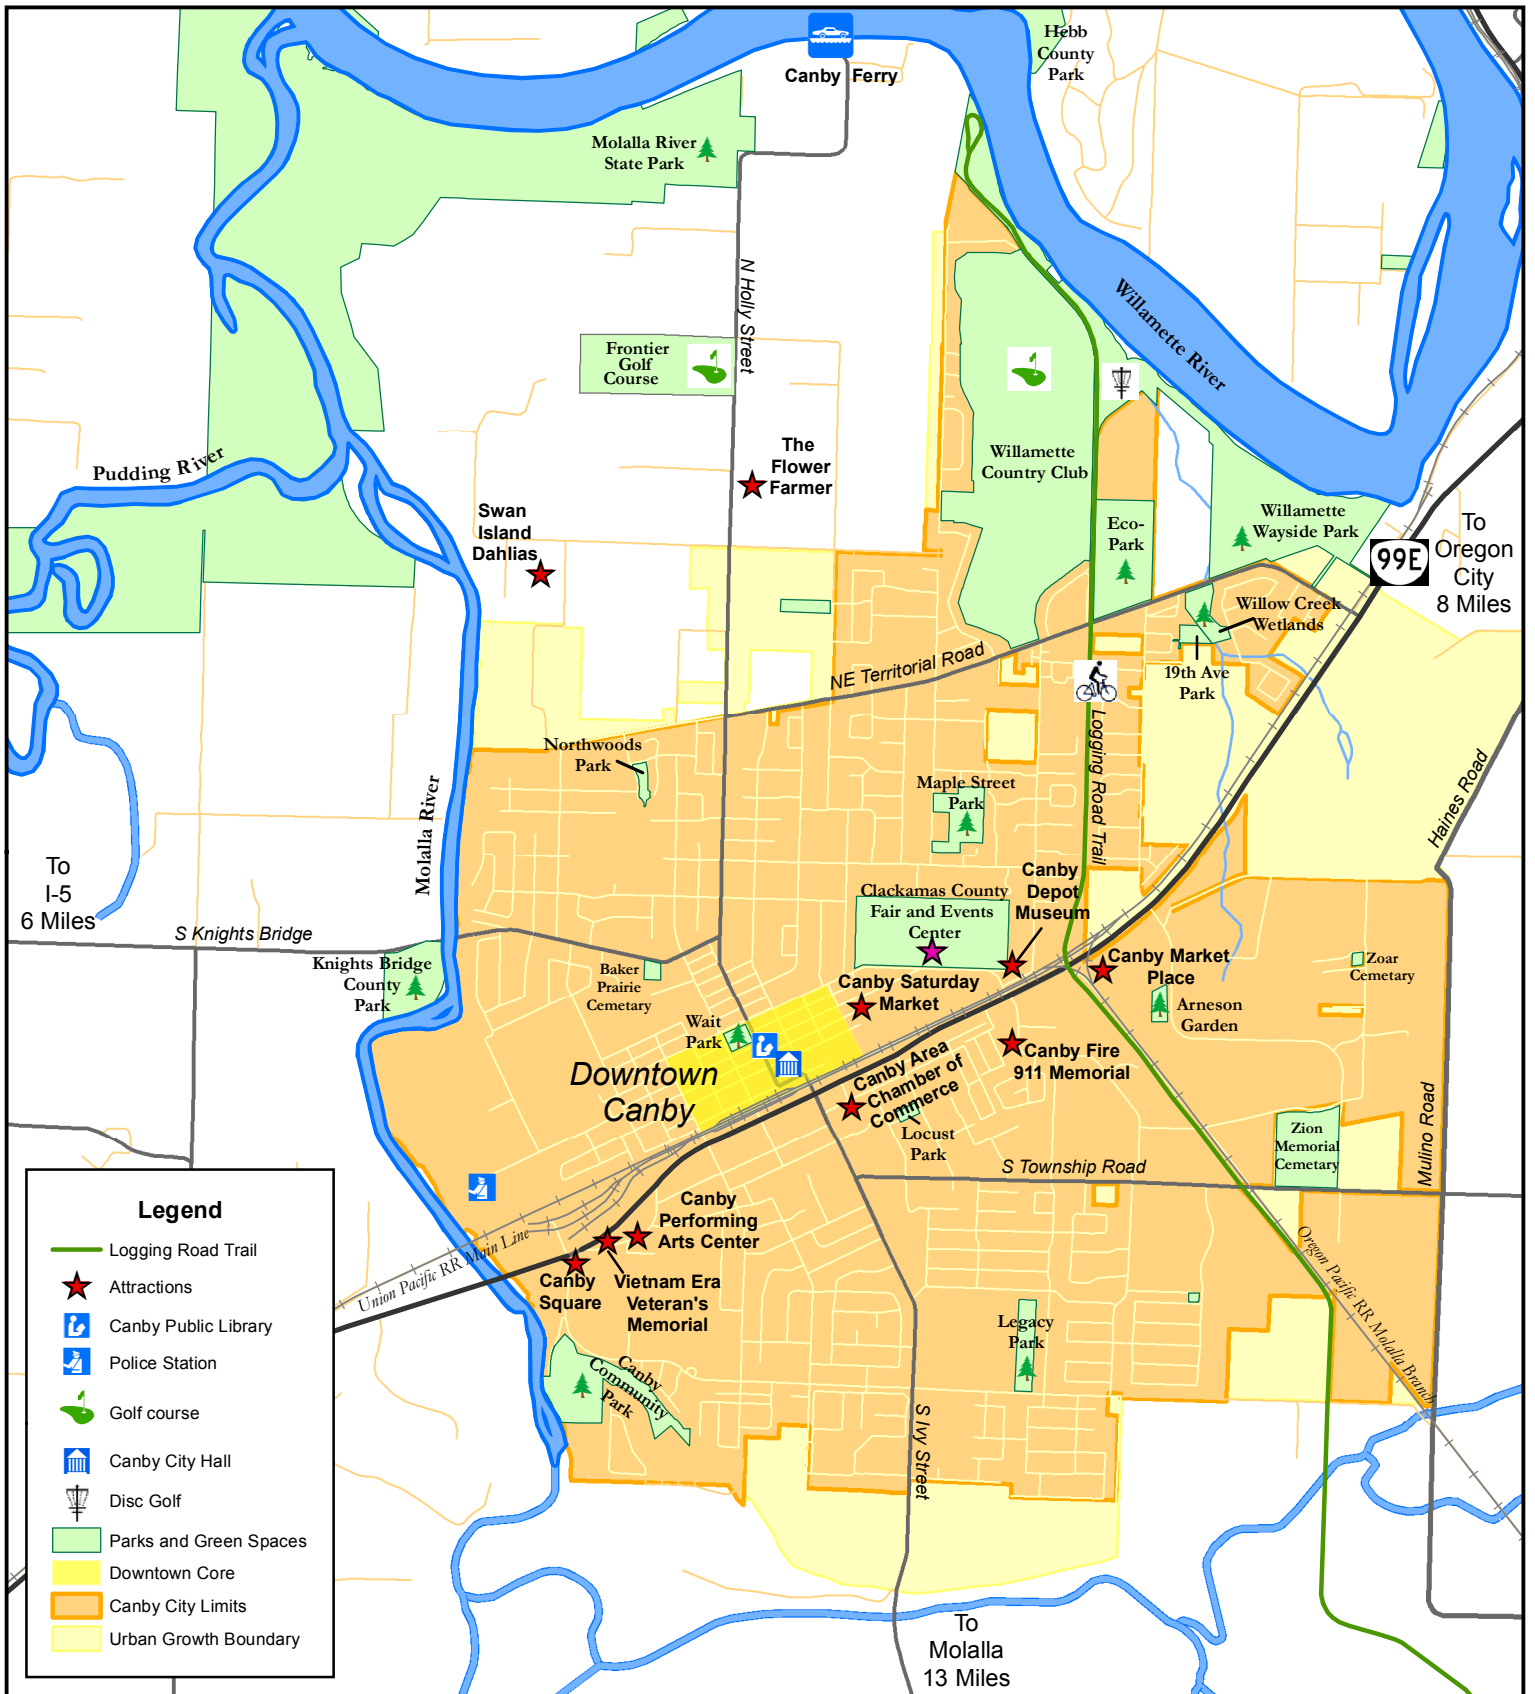 Hebb
County
Park
Canby Ferry
Molalla River
State Park
N Holly Street
Willamette River
Frontier
Golf
Course
The
Flower
Farmer
Willamette
Country Club
Pudding River
Swan
Island
Dahlias
Eco-
Park
Willamette
Wayside Park
To
Oregon
City
8 Miles
99E
Willow Creek
Wetlands
19th Ave
Park
NE Territorial Road
Logging Road Trail
Northwoods
Park
Maple Street
Park
Haines Road
Molalla River
To
I-5
6 Miles
Canby
Depot
Museum
Clackamas County
Fair and Events
Center
S Knights Bridge
Knights Bridge
County
Park
Baker
Prairie
Cemetary
Canby Saturday
Market
Canby Market
Place
Zoar
Cemetary
Arneson
Garden
Wait
Park
Downtown
Canby
Canby Area
Chamber of
Commerce
Canby Fire
911 Memorial
Locust
Park
Zion
Memorial
Cemetary
Mulino Road
S Township Road
Canby
Performing
Arts Center
Union Pacific RR Main Line
Canby
Square
Vietnam Era
Veteran's
Memorial
Oregon Pacific RR Molalla Branch
Legacy
Park
Canby
Community
Park
S Ivy Street
To
Molalla
13 Miles
Legend
Logging Road Trail
Attractions
Canby Public Library
Police Station
Golf course
Canby City Hall
Disc Golf
Parks and Green Spaces
Downtown Core
Canby City Limits
Urban Growth Boundary